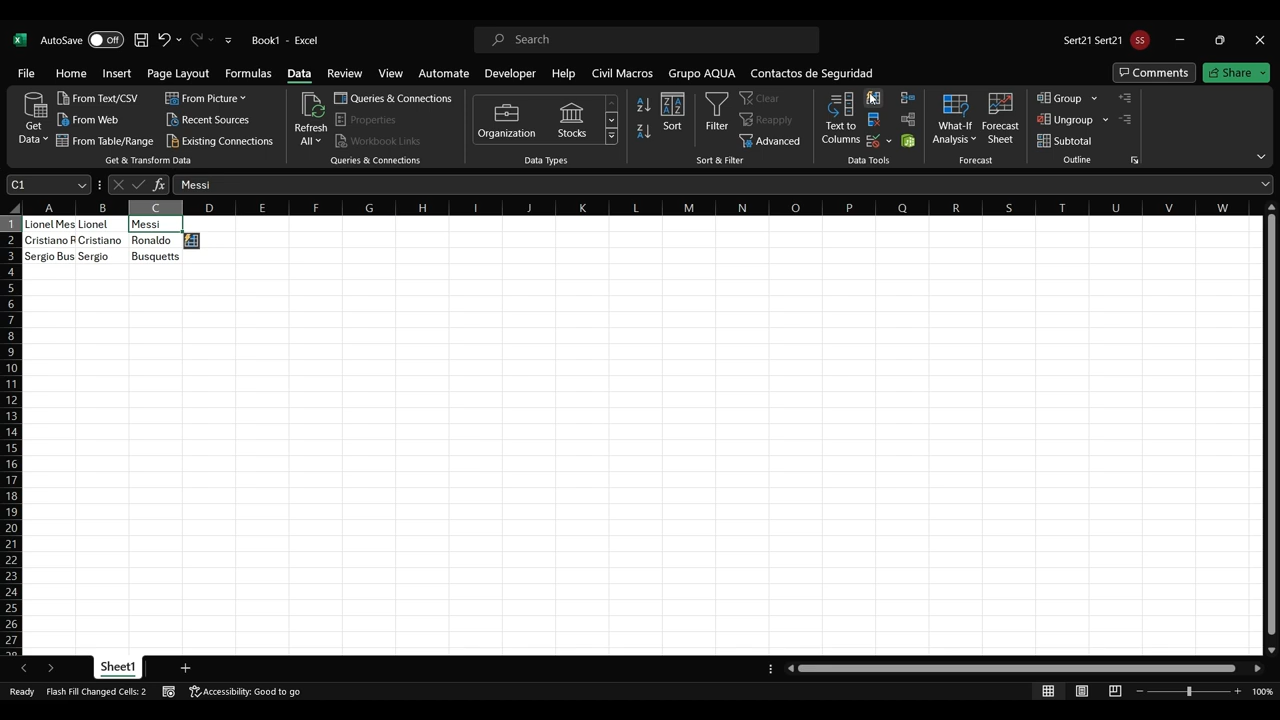 AutoSave Off Book1 - Excel Search Sert21 Sert21 SS
File Home Insert Page Layout Formulas Data Review View Automate Developer Help Civil Macros Grupo AQUA Contactos de Seguridad Comments Share
Get Data
From Text/CSV
From Web
From Table/Range
From Picture
Recent Sources
Existing Connections
Get & Transform Data
Refresh All
Queries & Connections
Properties
Workbook Links
Queries & Connections
Organization
Stocks
Data Types
Sort
Filter
Clear
Reapply
Advanced
Sort & Filter
Text to Columns
Data Tools
What-If Analysis
Forecast Sheet
Forecast
Group
Ungroup
Subtotal
Outline
C1 fx Messi
A B C D E F G H I J K L M N O P Q R S T U V W
1 Lionel Mes Lionel Messi
2 Cristiano R Cristiano Ronaldo
3 Sergio Bus Sergio Busquetts
4
5
6
7
8
9
10
11
12
13
14
15
16
17
18
19
20
21
22
23
24
25
26
27
Sheet1
Ready Flash Fill Changed Cells: 2 Accessibility: Good to go 100%